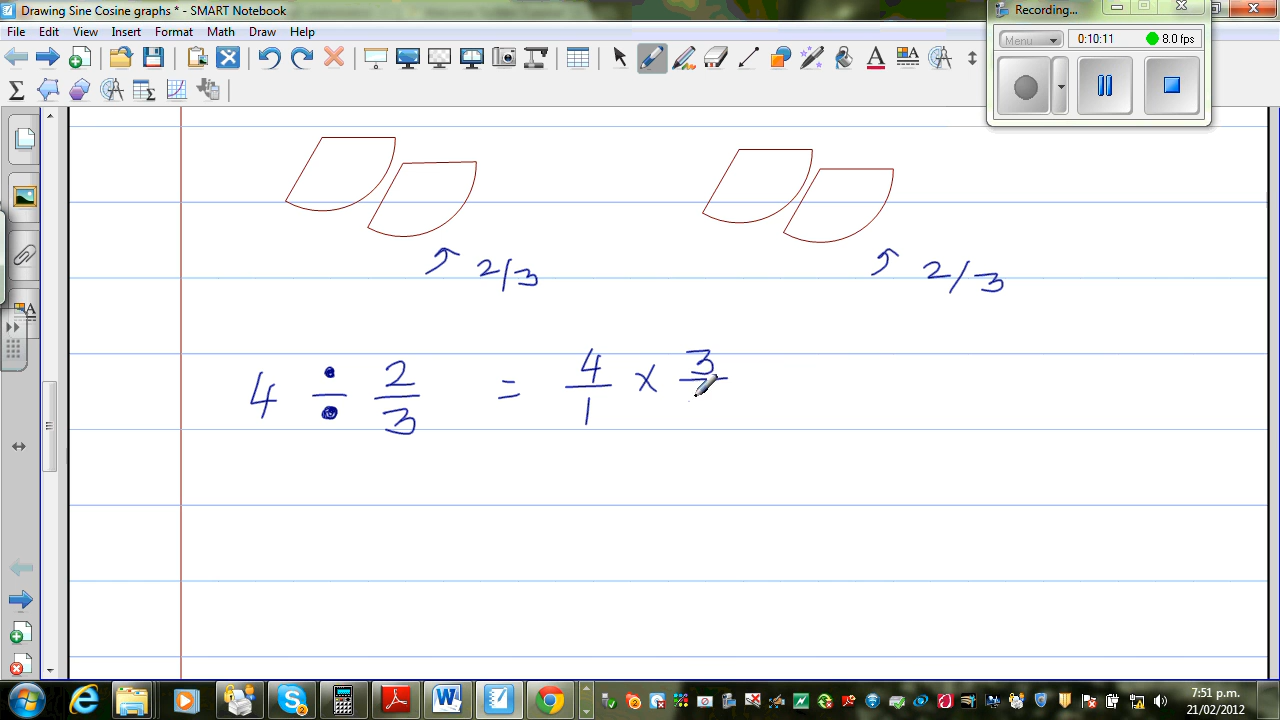 Drawing Sine Cosine graphs * - SMART Notebook
Recording...
File Edit View Insert Format Math Draw Help
Menu
0:10:11
8.0 fps
2/3
2/3
4 ÷ 2/3 = 4/1 × 3
7:51 p.m.
21/02/2012